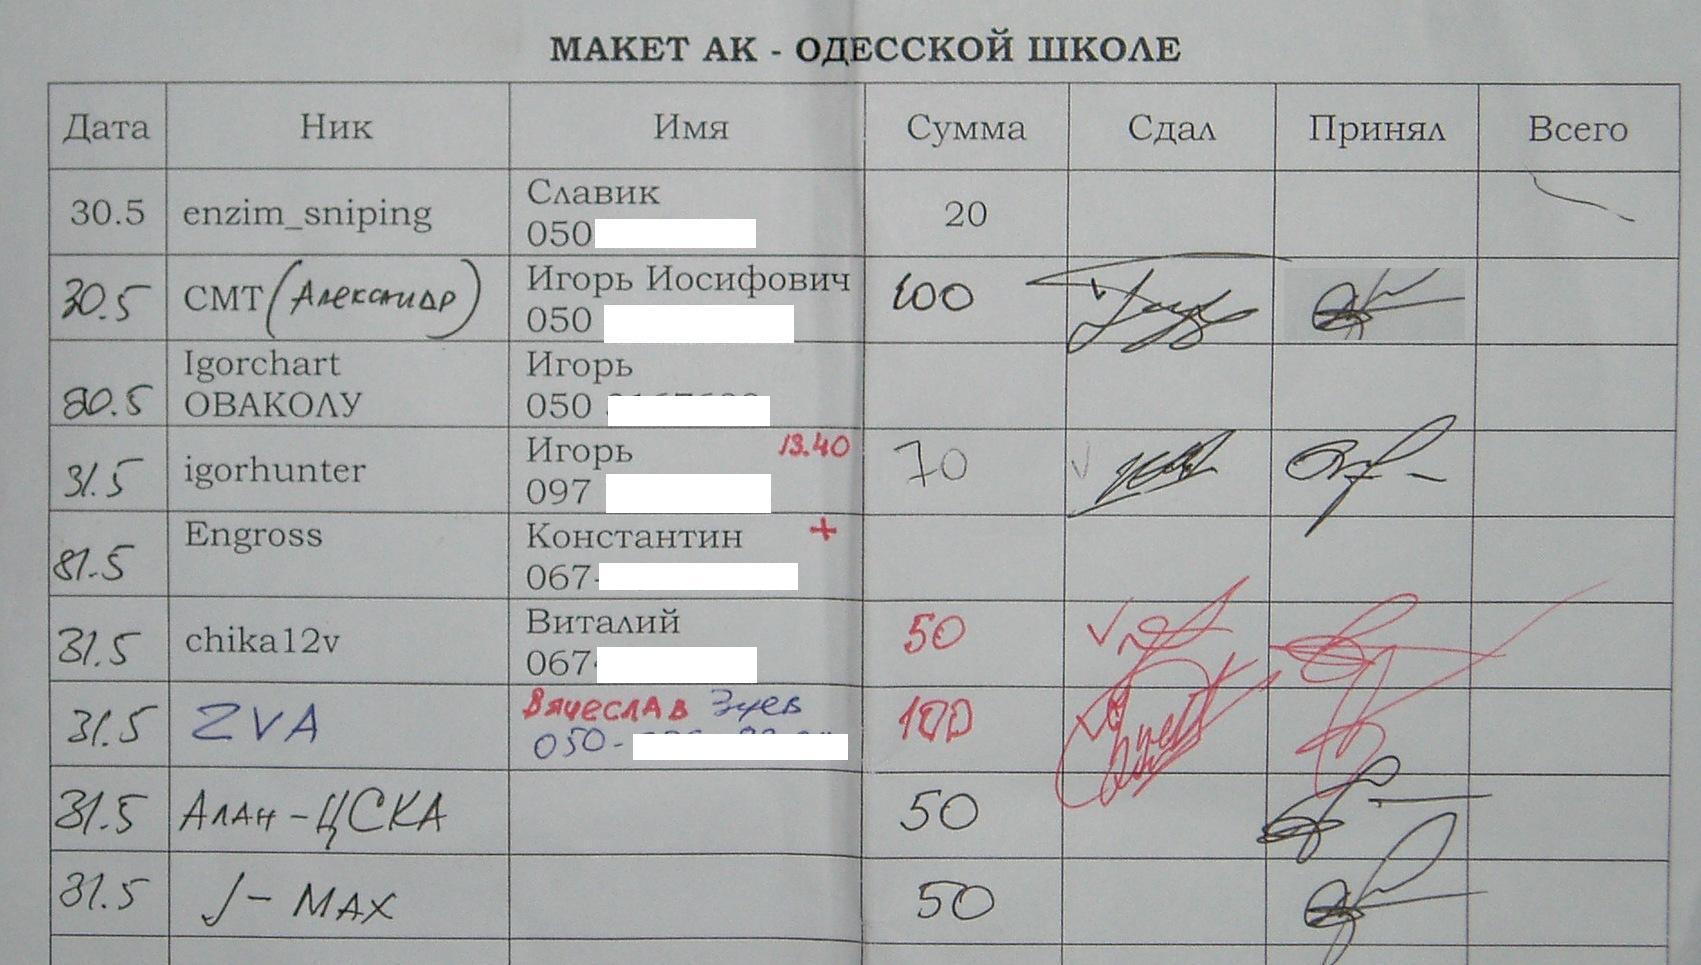 МАКЕТ АК - ОДЕССКОЙ ШКОЛЕ
Дата Ник Имя Сумма Сдал Принял Всего
30.5 enzim_sniping Славик 20
050
30.5 СМТ (Александр) Игорь Иосифович 100
050
30.5 Igorchart Игорь
ОВАКОЛУ 050
31.5 igorhunter Игорь 13.40 70
097
31.5 Engross Константин +
067-
31.5 chika12v Виталий 50
067-
31.5 ZVA Вячеслав Зуев 100
050-
31.5 Алан-ЦСКА 50
31.5 J-MAX 50